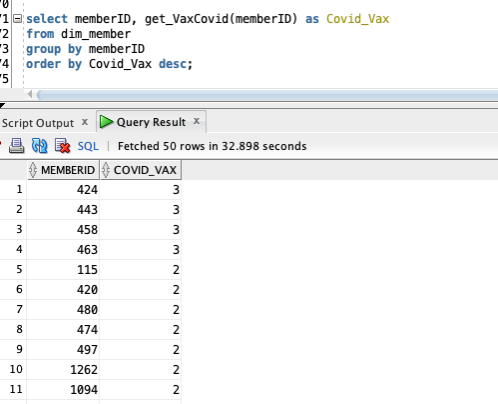 0
71 select memberID, get_VaxCovid(memberID) as Covid_Vax
72 from dim_member
73 group by memberID
74 order by Covid_Vax desc;
75
Script Output x Query Result x
SQL | Fetched 50 rows in 32.898 seconds
MEMBERID COVID_VAX
1 424 3
2 443 3
3 458 3
4 463 3
5 115 2
6 420 2
7 480 2
8 474 2
9 497 2
10 1262 2
11 1094 2